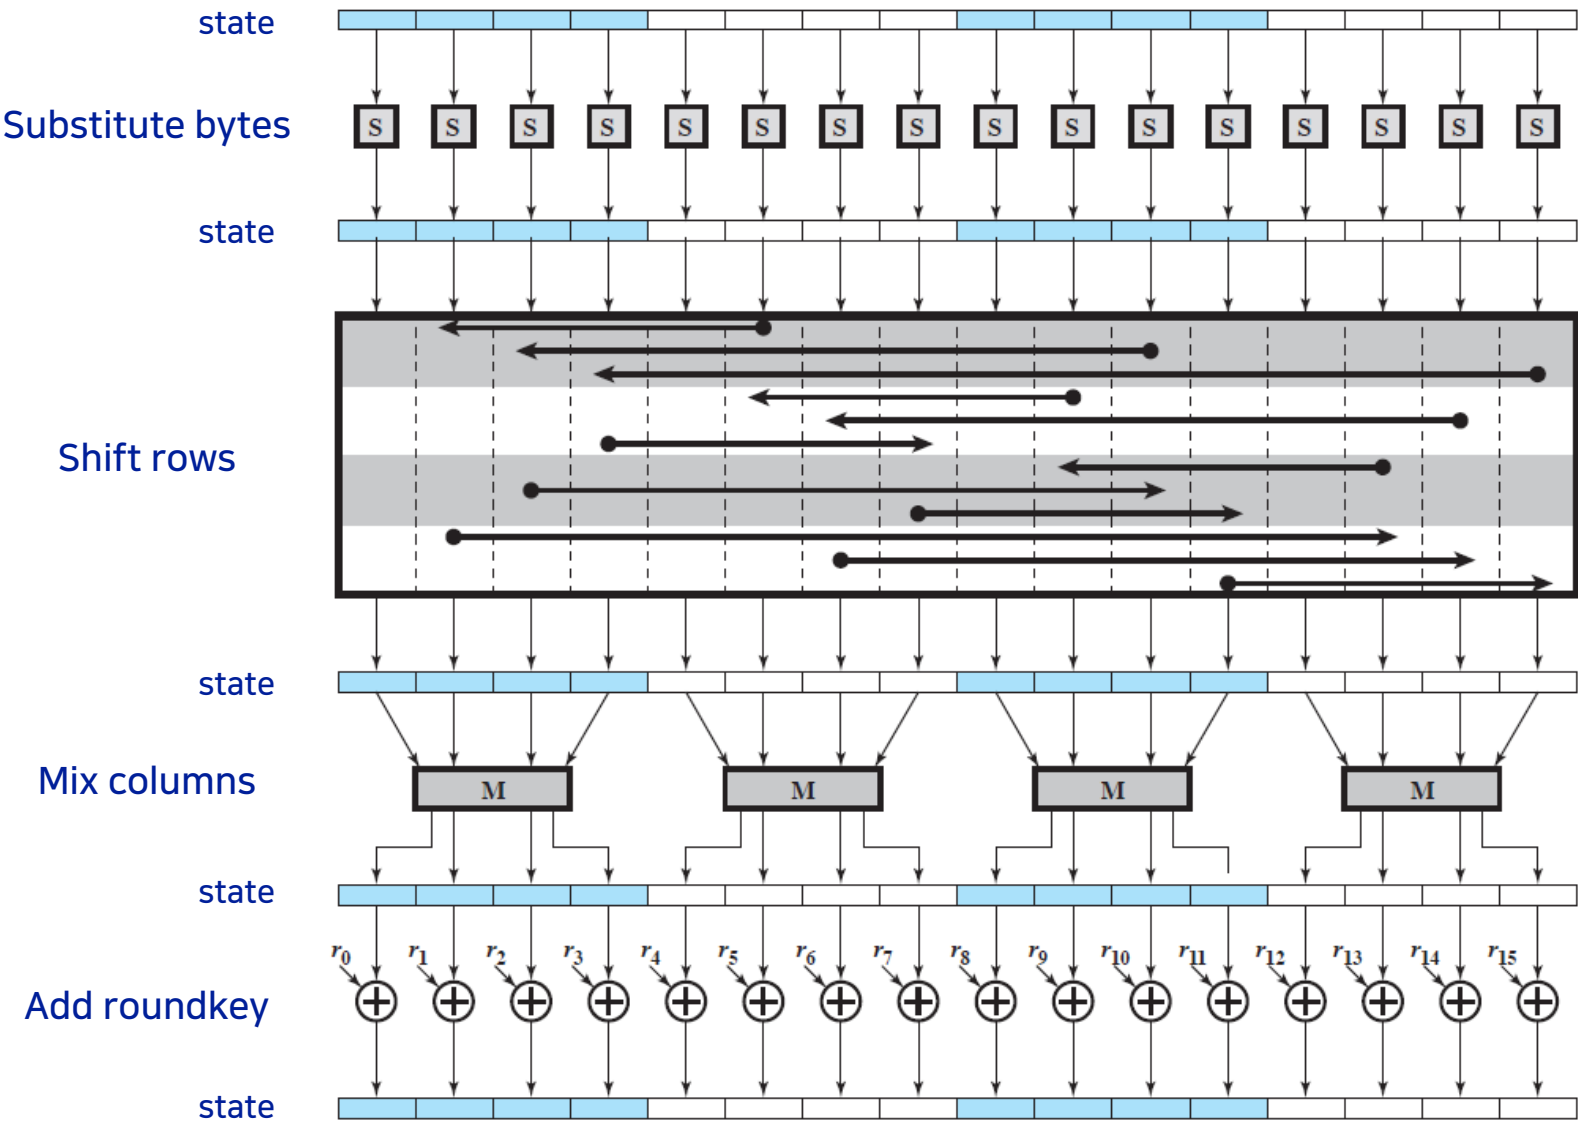 state
Substitute bytes
S S S S S S S S S S S S S S S S
state
Shift rows
state
Mix columns
M M M M
state
r0 r1 r2 r3 r4 r5 r6 r7 r8 r9 r10 r11 r12 r13 r14 r15
Add roundkey
state